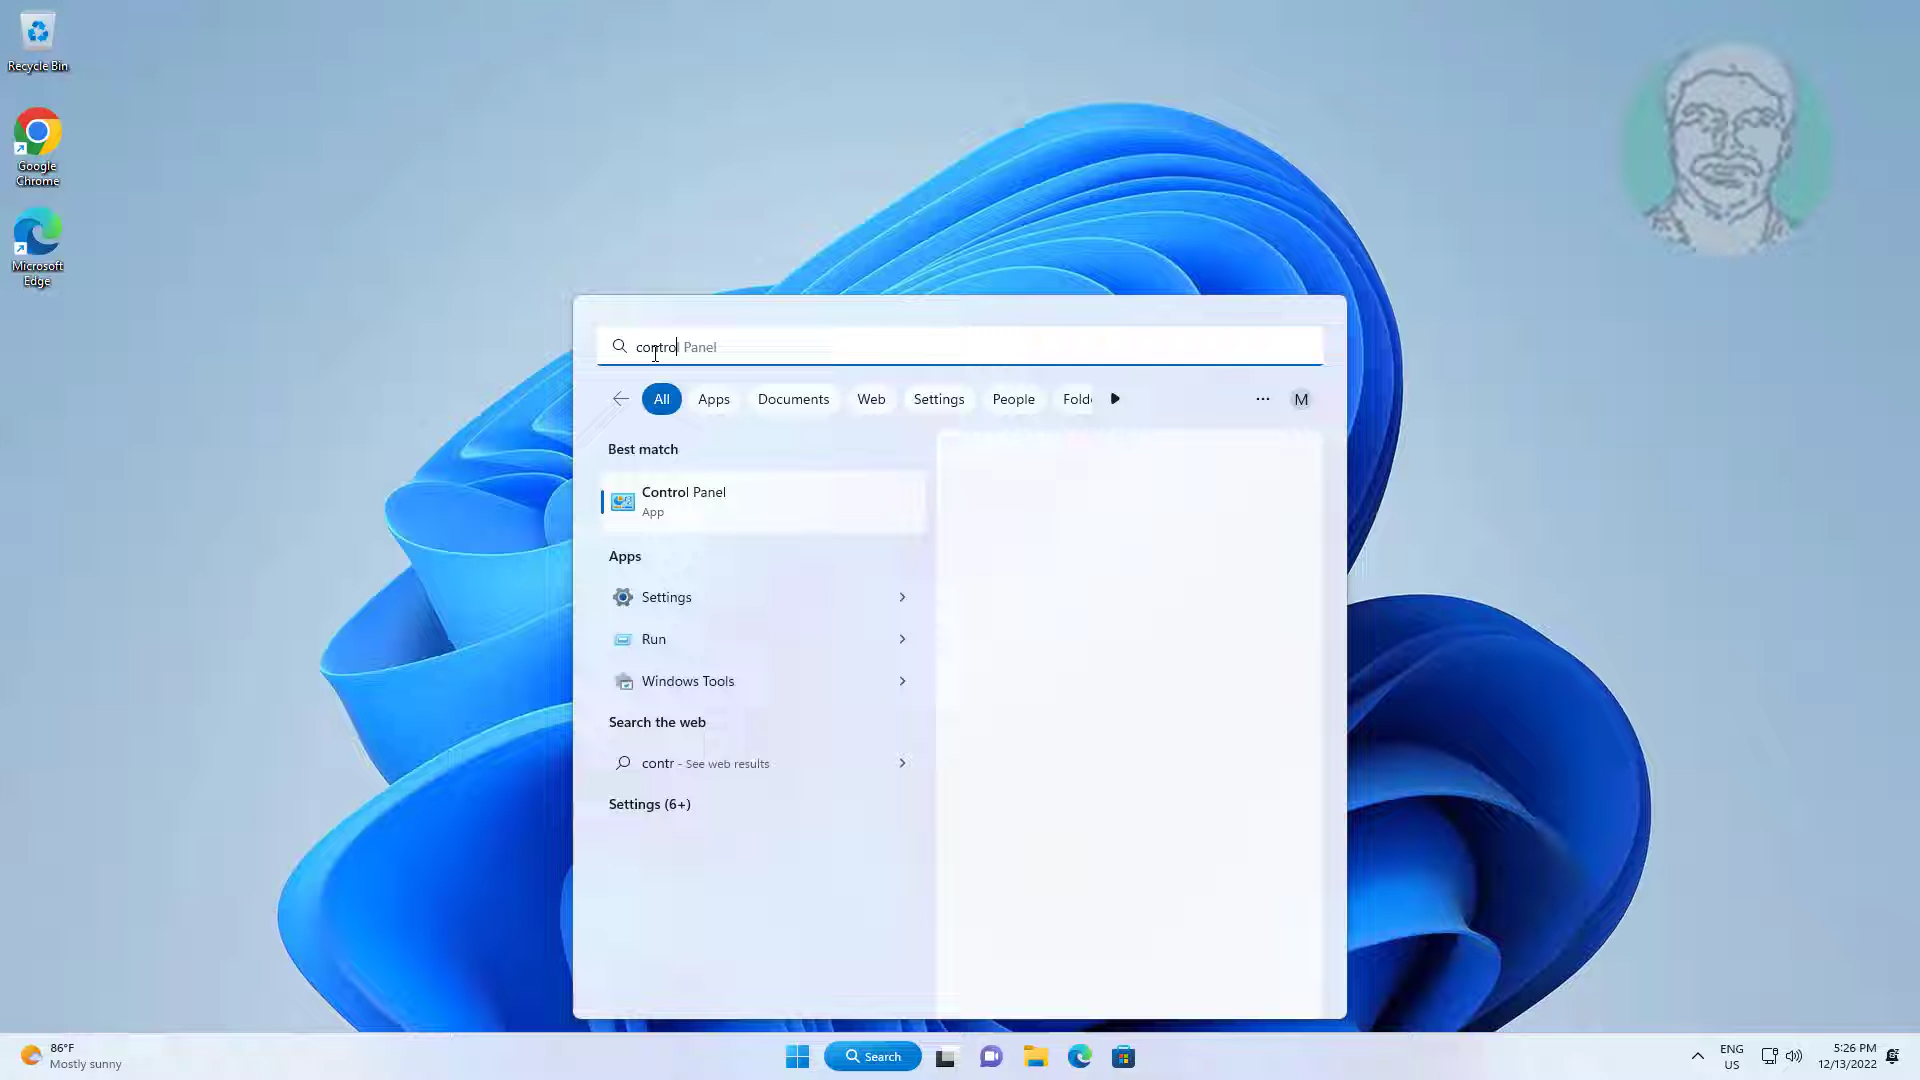 Recycle Bin
Google
Chrome
Microsoft
Edge
control Panel
All
Apps
Documents
Web
Settings
People
Folde
M
Best match
Control Panel
App
Apps
Settings
Run
Windows Tools
Search the web
contr - See web results
Settings (6+)
86°F
Mostly sunny
Search
ENG
US
5:26 PM
12/13/2022